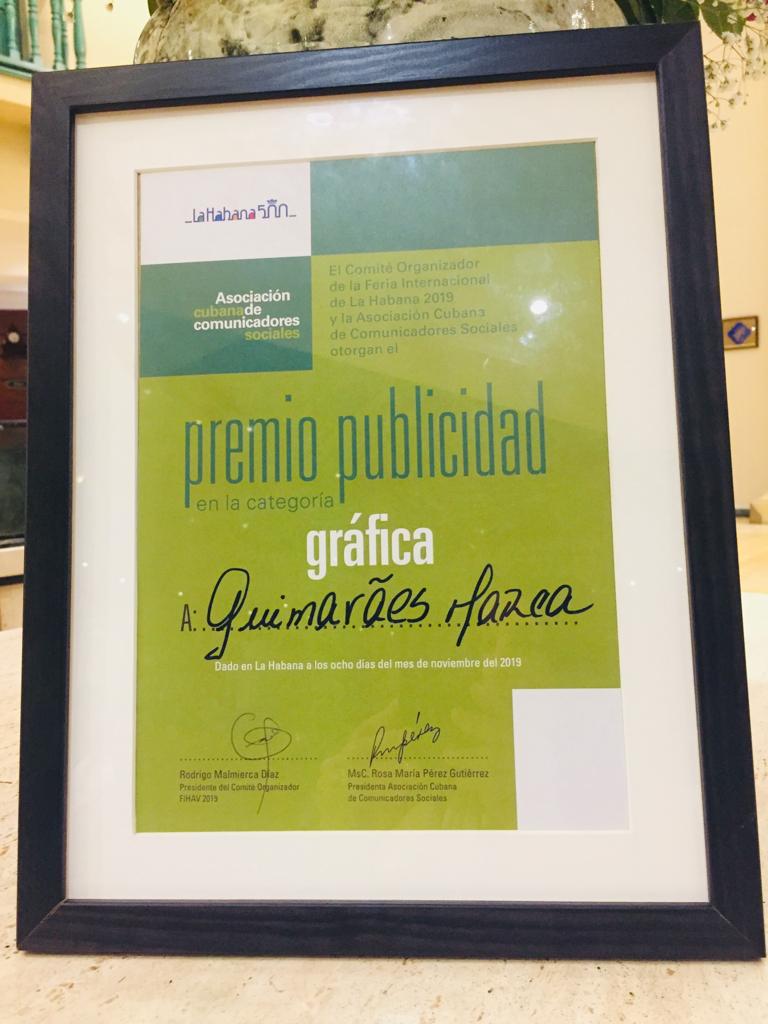 _LaHabana500_
Asociación
cubana de
comunicadores
sociales
El Comité Organizador
de la Feria Internacional
de La Habana 2019
y la Asociación Cubana
de Comunicadores Sociales
otorgan el
premio publicidad
en la categoría
gráfica
A: Guimarães Marca
Dado en La Habana a los ocho días del mes de noviembre del 2019
Rodrigo Malmierca Díaz
Presidente del Comité Organizador
FIHAV 2019
MsC. Rosa María Pérez Gutiérrez
Presidenta Asociación Cubana
de Comunicadores Sociales